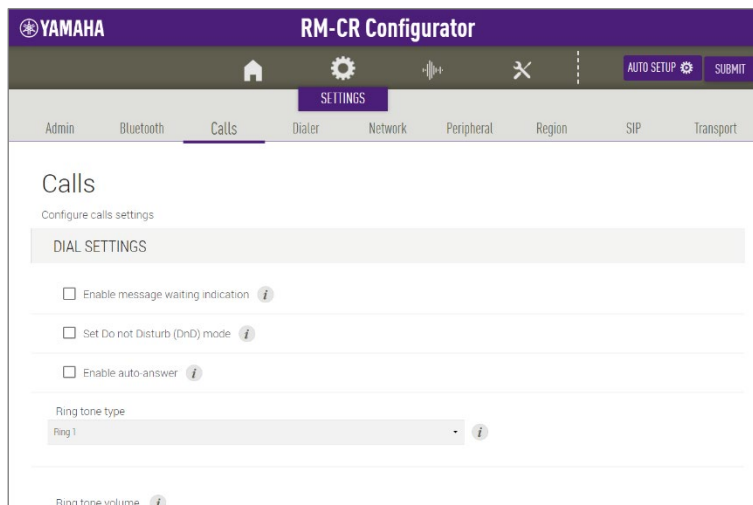 YAMAHA RM-CR Configurator
AUTO SETUP SUBMIT
SETTINGS
Admin Bluetooth Calls Dialer Network Peripheral Region SIP Transport
Calls
Configure calls settings
DIAL SETTINGS
Enable message waiting indication i
Set Do not Disturb (DnD) mode i
Enable auto-answer i
Ring tone type
Ring 1 i
Ring tone volume i